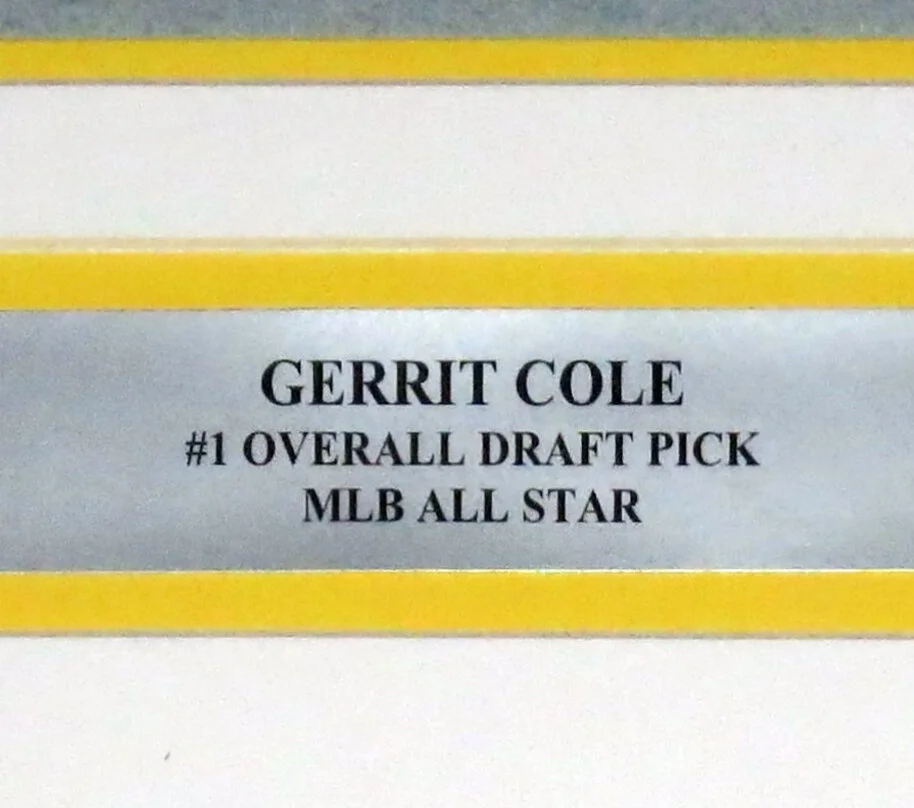 GERRIT COLE
#1 OVERALL DRAFT PICK
MLB ALL STAR